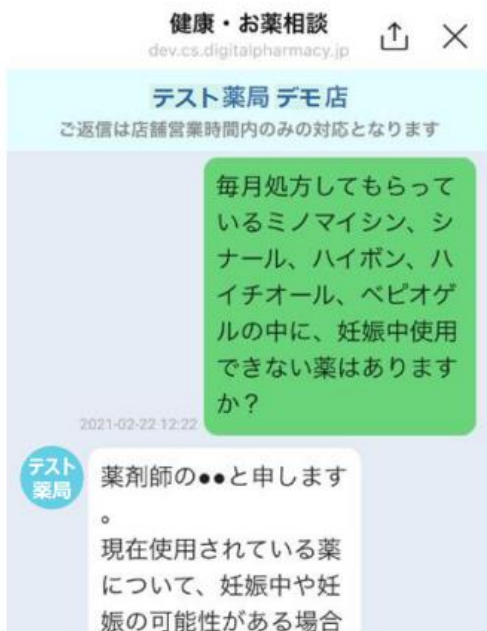 健康・お薬相談
dev.cs.digitalpharmacy.jp
テスト薬局 デモ店
ご返信は店舗営業時間内のみの対応となります
毎月処方してもらって
いるミノマイシン、シ
ナール、ハイボン、ハ
イチオール、ベピオゲ
ルの中に、妊娠中使用
できない薬はあります
か？
2021-02-22 12:22
テスト
薬局
薬剤師の●●と申します
。
現在使用されている薬
について、妊娠中や妊
娠の可能性がある場合